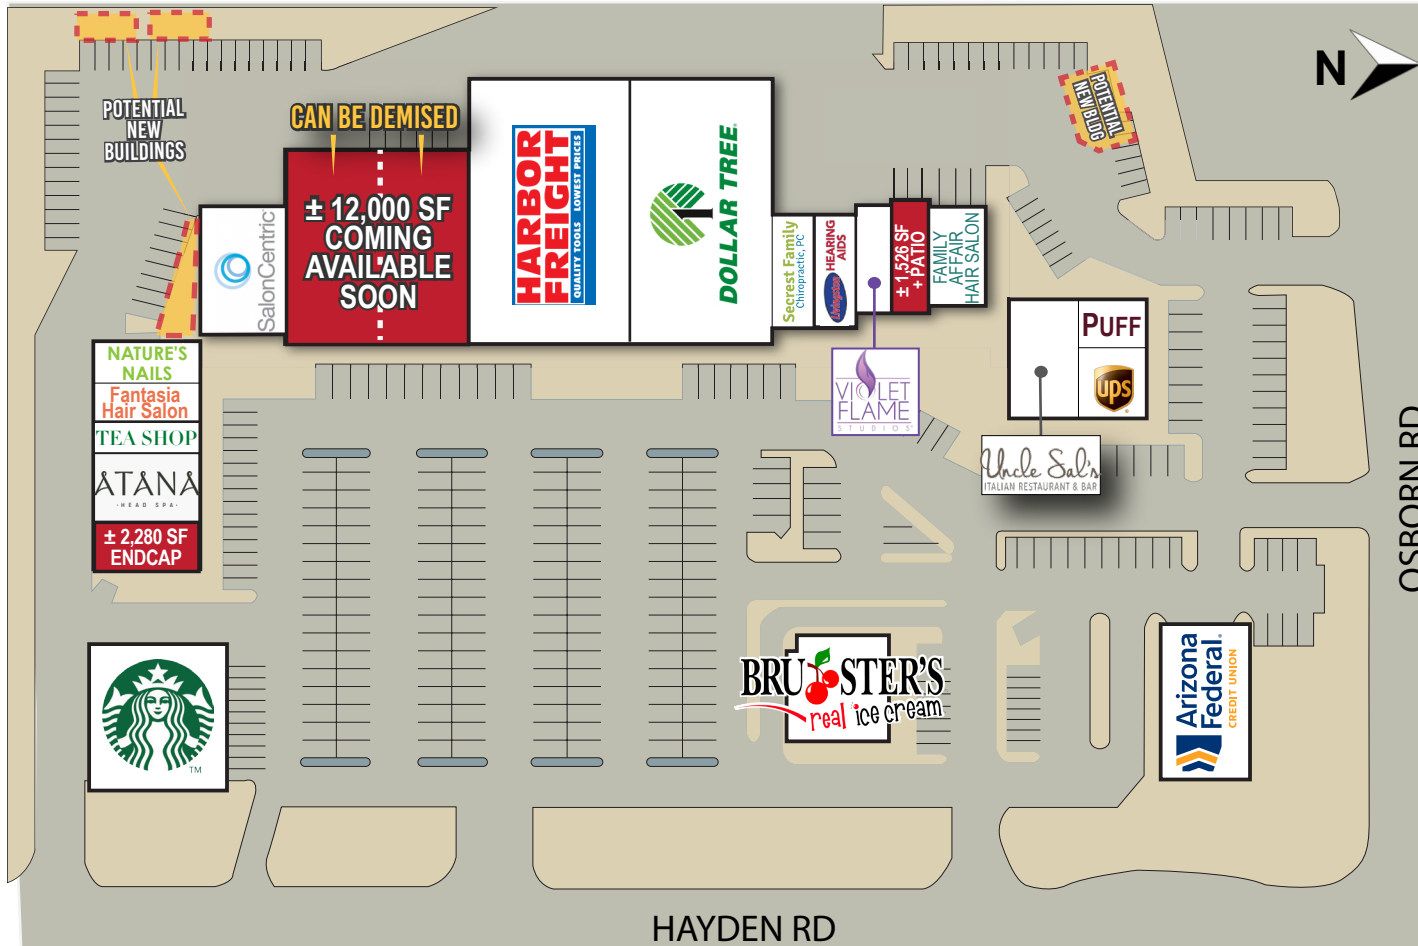 POTENTIAL
NEW
BUILDINGS
CAN BE DEMISED
POTENTIAL
NEW BLDG
N
SalonCentric
± 12,000 SF
COMING
AVAILABLE
SOON
HARBOR
FREIGHT
QUALITY TOOLS LOWEST PRICES
DOLLAR TREE
Secrest Family
Chiropractic, PC
Livingston
HEARING
AIDS
± 1,526 SF
+ PATIO
FAMILY
AFFAIR
HAIR SALON
VIOLET
FLAME
STUDIOS
PUFF
ups
Uncle Sal's
ITALIAN RESTAURANT & BAR
NATURE'S
NAILS
Fantasia
Hair Salon
TEA SHOP
ATANA
·HEAD SPA·
± 2,280 SF
ENDCAP
TM
BRUSTER'S
real ice cream
Arizona
Federal
CREDIT UNION
OSBORN RD
HAYDEN RD